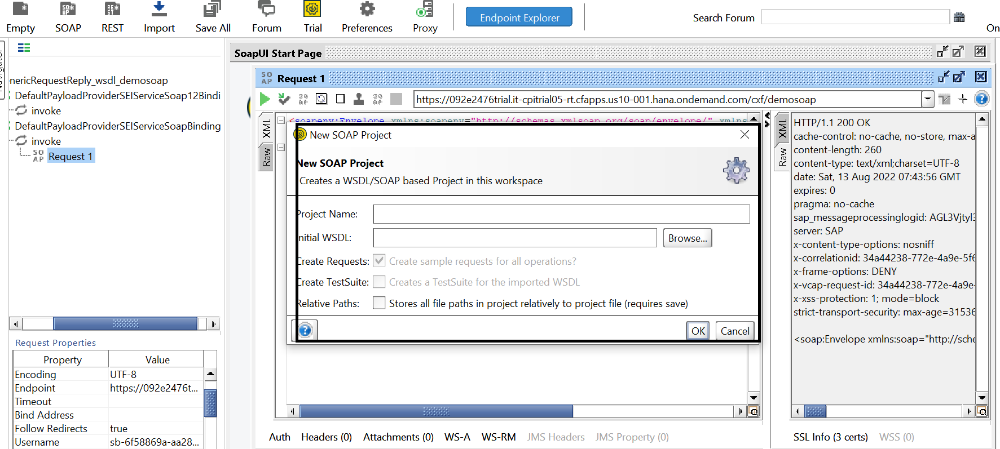 Empty SOAP REST Import Save All Forum Trial Preferences Proxy Endpoint Explorer Search Forum On
SoapUI Start Page
nericRequestReply_wsdl_demosoap
DefaultPayloadProviderSEIServiceSoap12Bindi
invoke
DefaultPayloadProviderSEIServiceSoapBinding
invoke
SO AP Request 1
Request Properties
Property Value
Encoding UTF-8
Endpoint https://092e2476t...
Timeout
Bind Address
Follow Redirects true
Username sb-6f58869a-aa28...
SO AP Request 1
https://092e2476trial.it-cpitrial05-rt.cfapps.us10-001.hana.ondemand.com/cxf/demosoap
XML
Raw
<soapenv:Envelope xmlns:soapenv="http://schemas.xmlsoap.org/soap/envelope/" xmlns
New SOAP Project
New SOAP Project
Creates a WSDL/SOAP based Project in this workspace
Project Name:
Initial WSDL: Browse...
Create Requests: Create sample requests for all operations?
Create TestSuite: Creates a TestSuite for the imported WSDL
Relative Paths: Stores all file paths in project relatively to project file (requires save)
OK Cancel
XML
Raw
HTTP/1.1 200 OK
cache-control: no-cache, no-store, max-a
content-length: 260
content-type: text/xml;charset=UTF-8
date: Sat, 13 Aug 2022 07:43:56 GMT
expires: 0
pragma: no-cache
sap_messageprocessinglogid: AGL3Vjtyl3
server: SAP
x-content-type-options: nosniff
x-correlationid: 34a44238-772e-4a9e-5f6
x-frame-options: DENY
x-vcap-request-id: 34a44238-772e-4a9e-
x-xss-protection: 1; mode=block
strict-transport-security: max-age=31536
<soap:Envelope xmlns:soap="http://sche
Auth Headers (0) Attachments (0) WS-A WS-RM JMS Headers JMS Property (0)
SSL Info (3 certs) WSS (0)